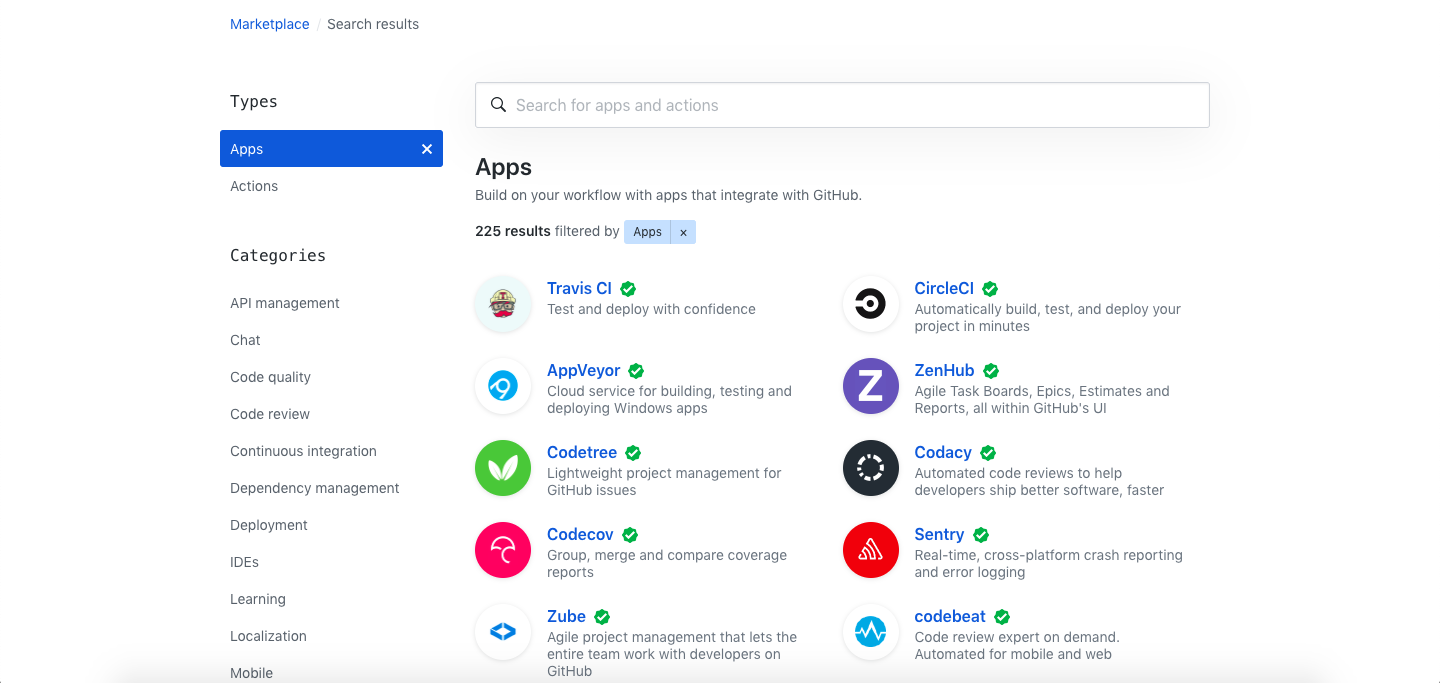 Marketplace / Search results
Types
Apps
Actions
Categories
API management
Chat
Code quality
Code review
Continuous integration
Dependency management
Deployment
IDEs
Learning
Localization
Mobile
Search for apps and actions
Apps
Build on your workflow with apps that integrate with GitHub.
225 results filtered by Apps ×
Travis CI
Test and deploy with confidence
CircleCI
Automatically build, test, and deploy your
project in minutes
AppVeyor
Cloud service for building, testing and
deploying Windows apps
Z
ZenHub
Agile Task Boards, Epics, Estimates and
Reports, all within GitHub's UI
Codetree
Lightweight project management for
GitHub issues
Codacy
Automated code reviews to help
developers ship better software, faster
Codecov
Group, merge and compare coverage
reports
Sentry
Real-time, cross-platform crash reporting
and error logging
Zube
Agile project management that lets the
entire team work with developers on
GitHub
codebeat
Code review expert on demand.
Automated for mobile and web